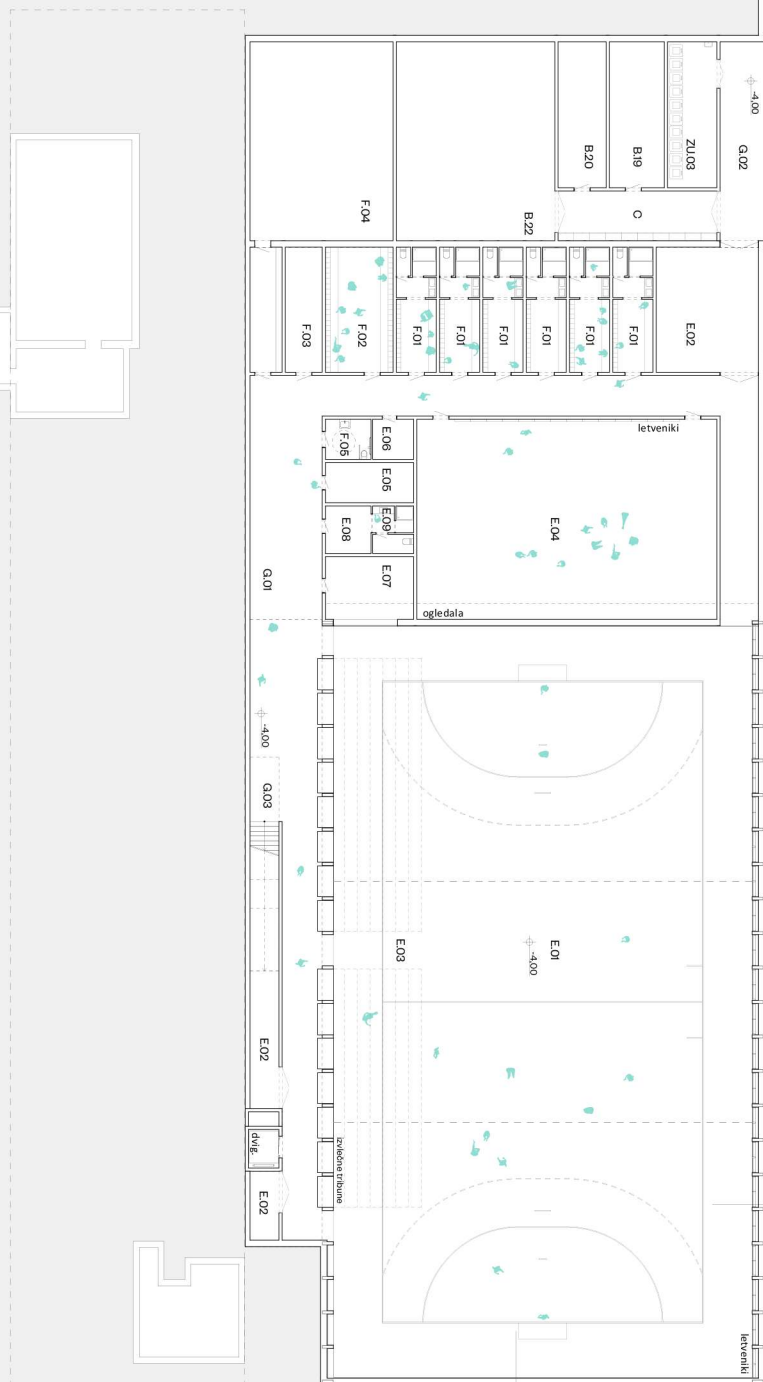 -4,00
G.02
ZU.03
B.19
B.20
C
B.22
F.04
E.02
F.01
F.01
F.01
F.01
F.01
F.01
F.02
F.03
letveniki
E.06
F.05
E.05
E.09
E.08
E.07
E.04
ogledala
G.01
-4,00
G.03
E.03
E.01
-4,00
E.02
dvig.
izvlečne tribune
E.02
letveniki